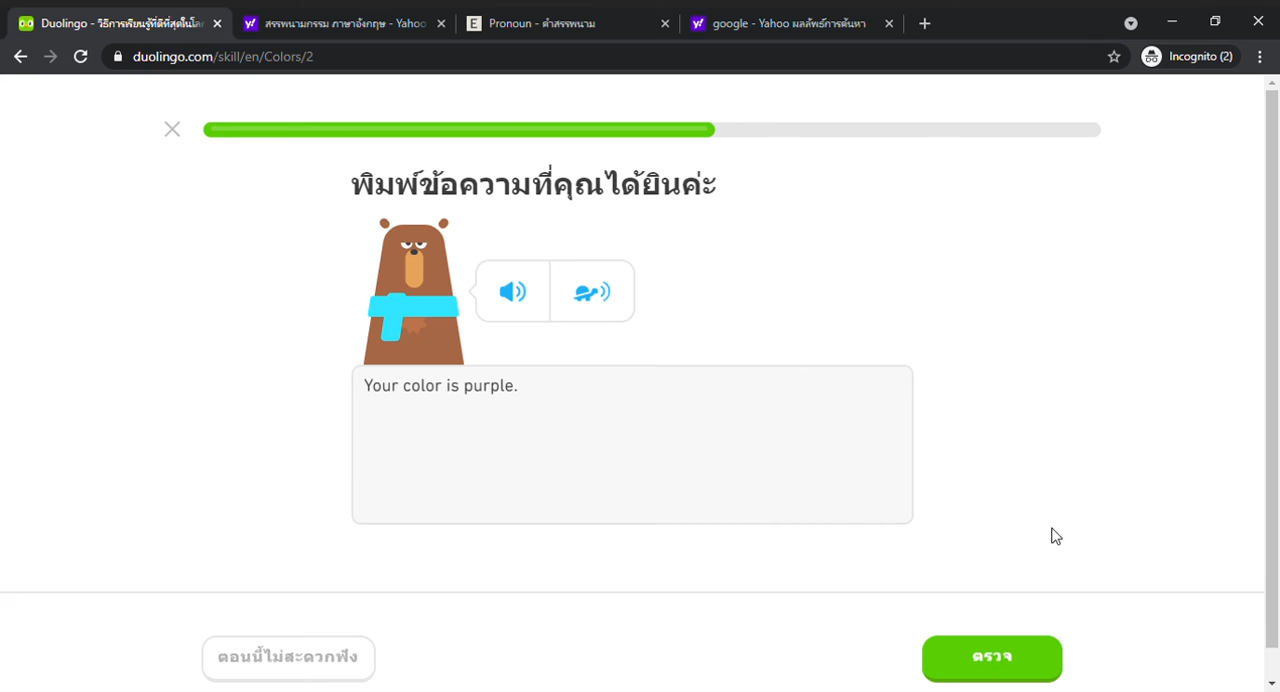 Duolingo - วิธีการเรียนรู้ที่ดีที่สุดในโลก
สรรพนามกรรม ภาษาอังกฤษ - Yahoo
Pronoun - คำสรรพนาม
google - Yahoo ผลลัพธ์การค้นหา
duolingo.com/skill/en/Colors/2
Incognito (2)
พิมพ์ข้อความที่คุณได้ยินค่ะ
Your color is purple.
ตอนนี้ไม่สะดวกฟัง
ตรวจ